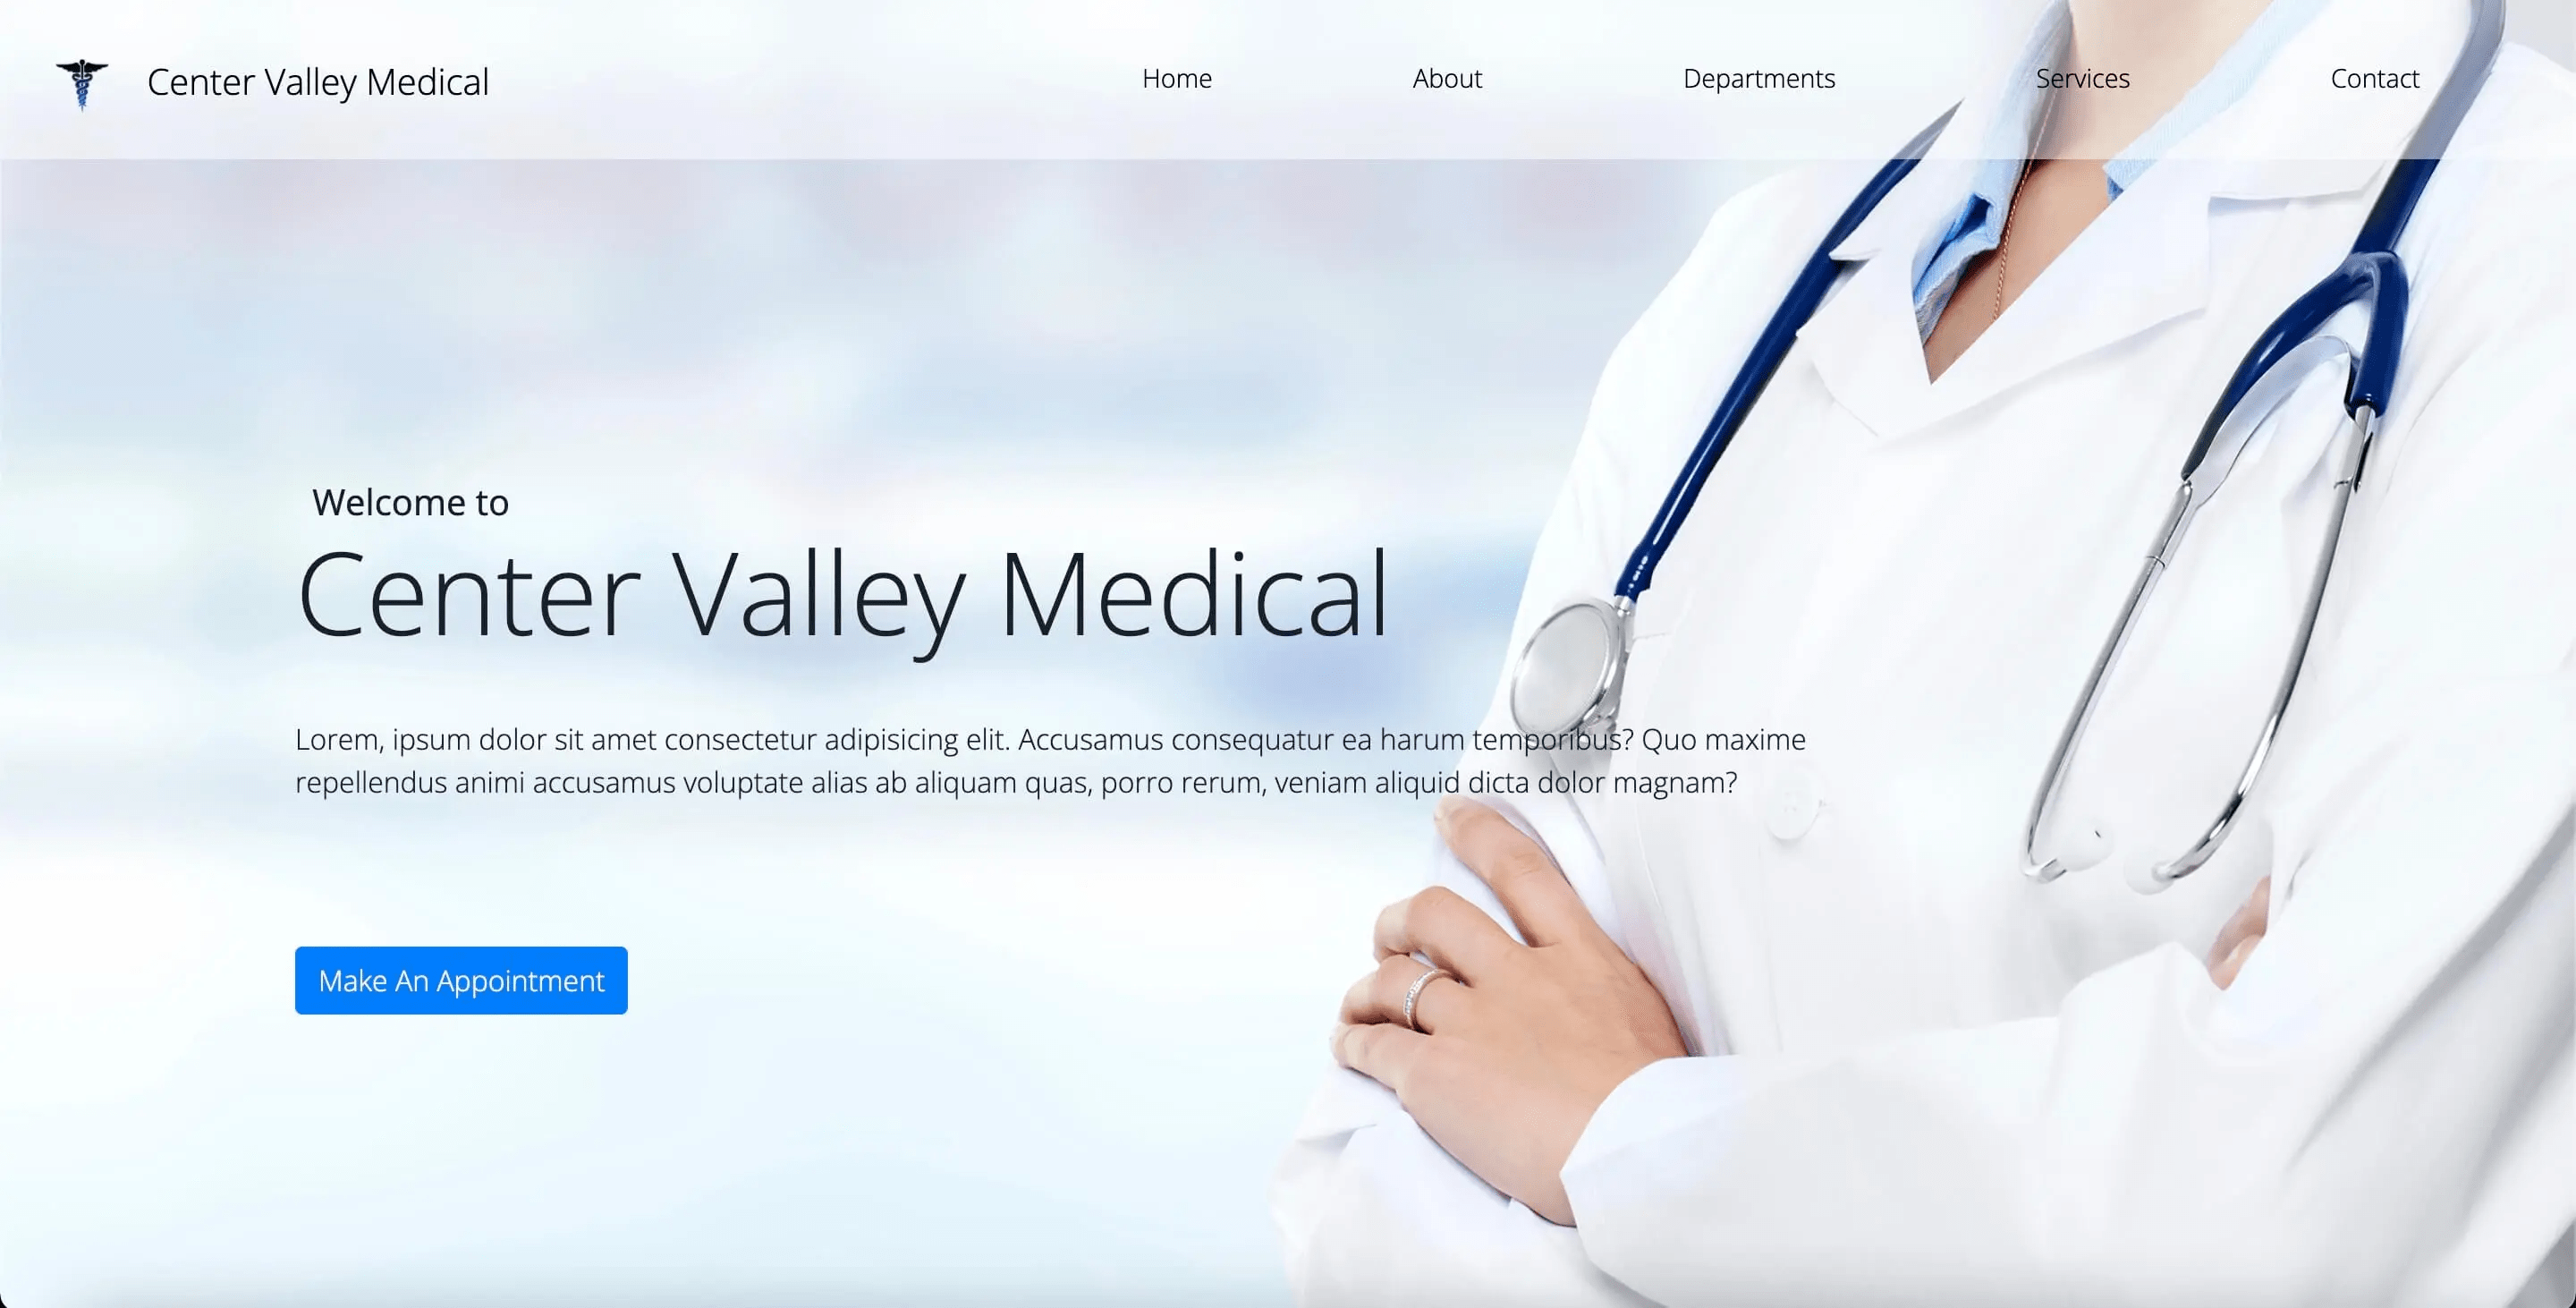 Center Valley Medical
Home
About
Departments
Services
Contact
Welcome to
Center Valley Medical
Lorem, ipsum dolor sit amet consectetur adipisicing elit. Accusamus consequatur ea harum temporibus? Quo maxime
repellendus animi accusamus voluptate alias ab aliquam quas, porro rerum, veniam aliquid dicta dolor magnam?
Make An Appointment